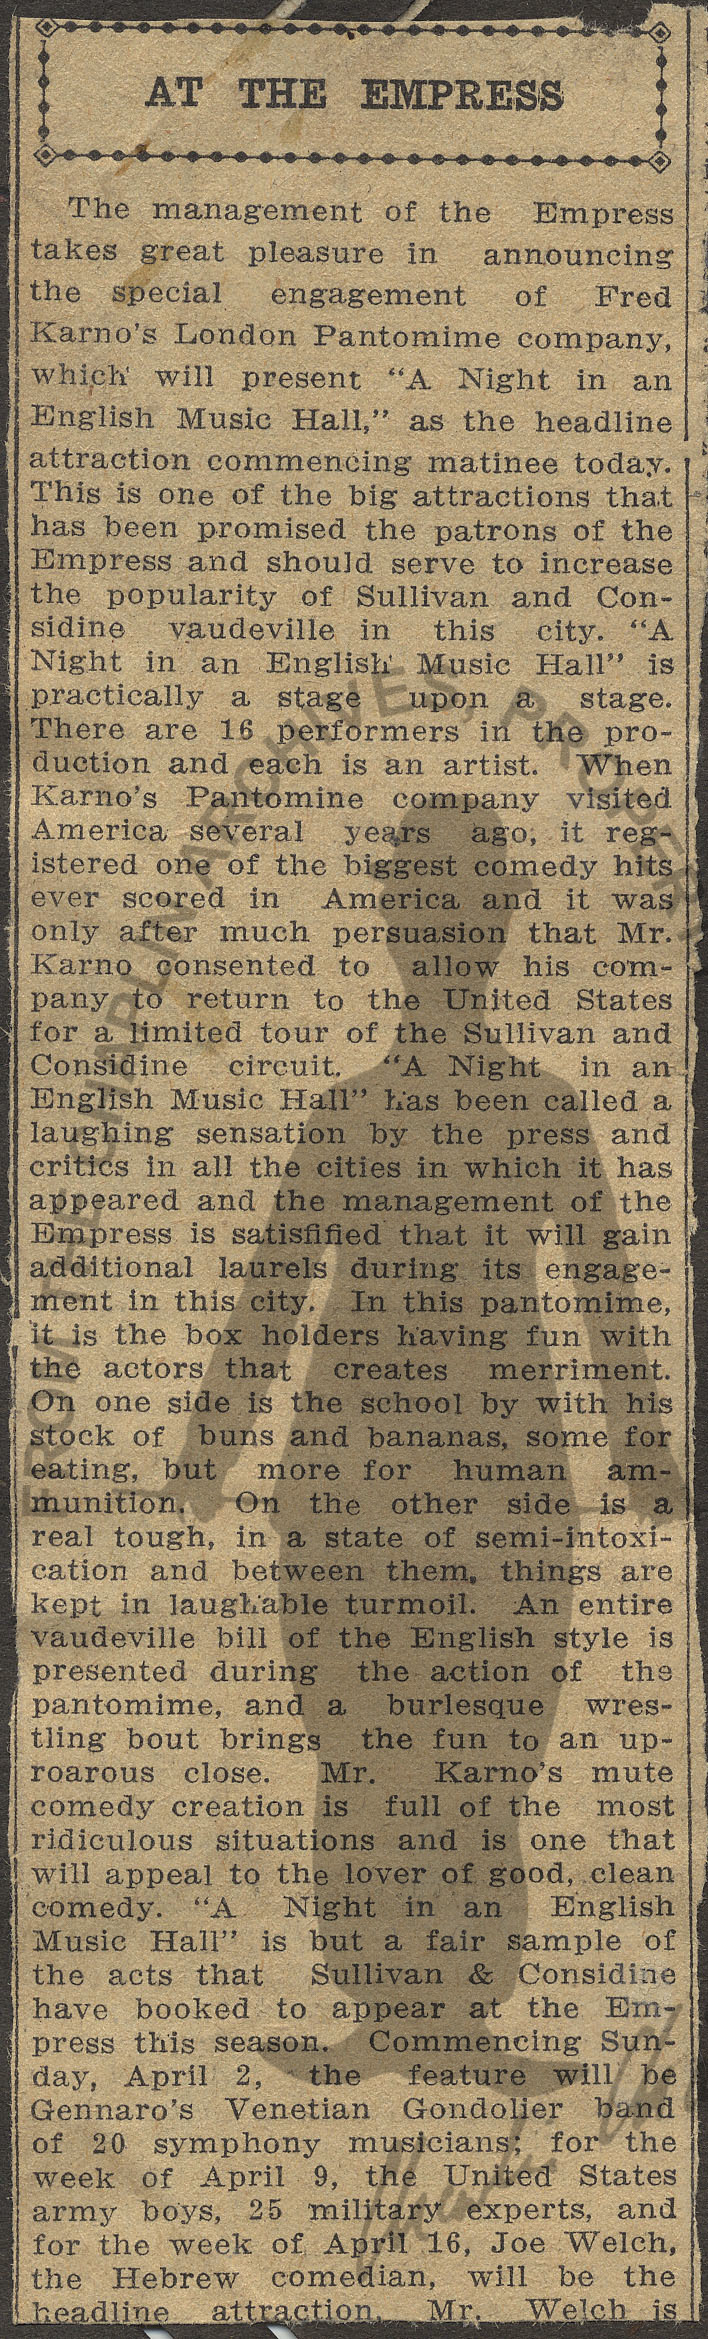 AT THE EMPRESS
The management of the Empress
takes great pleasure in announcing
the special engagement of Fred
Karno's London Pantomime company,
which will present "A Night in an
English Music Hall," as the headline
attraction commencing matinee today.
This is one of the big attractions that
has been promised the patrons of the
Empress and should serve to increase
the popularity of Sullivan and Con-
sidine vaudeville in this city. "A
Night in an English Music Hall" is
practically a stage upon a stage.
There are 16 performers in the pro-
duction and each is an artist. When
Karno's Pantomine company visited
America several years ago, it reg-
istered one of the biggest comedy hits
ever scored in America and it was
only after much persuasion that Mr.
Karno consented to allow his com-
pany to return to the United States
for a limited tour of the Sullivan and
Considine circuit. "A Night in an
English Music Hall" has been called a
laughing sensation by the press and
critics in all the cities in which it has
appeared and the management of the
Empress is satisfified that it will gain
additional laurels during its engage-
ment in this city. In this pantomime,
it is the box holders having fun with
the actors that creates merriment.
On one side is the school by with his
stock of buns and bananas, some for
eating, but more for human am-
munition. On the other side is a
real tough, in a state of semi-intoxi-
cation and between them, things are
kept in laughable turmoil. An entire
vaudeville bill of the English style is
presented during the action of the
pantomime, and a burlesque wres-
tling bout brings the fun to an up-
roarous close. Mr. Karno's mute
comedy creation is full of the most
ridiculous situations and is one that
will appeal to the lover of good, clean
comedy. "A Night in an English
Music Hall" is but a fair sample of
the acts that Sullivan & Considine
have booked to appear at the Em-
press this season. Commencing Sun-
day, April 2, the feature will be
Gennaro's Venetian Gondolier band
of 20 symphony musicians; for the
week of April 9, the United States
army boys, 25 military experts, and
for the week of April 16, Joe Welch,
the Hebrew comedian, will be the
headline attraction. Mr. Welch is